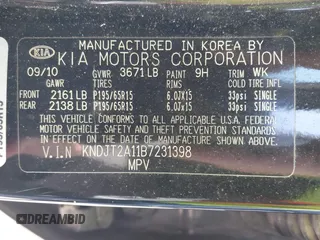 MANUFACTURED IN KOREA BY
KIA KIA MOTORS CORPORATION
09/10 GVWR 3671LB PAINT 9H TRIM WK
GAWR TIRES RIMS COLD TIRE INFL
FRONT 2161LB P195/65R15 6.0JX15 33psi SINGLE
REAR 2138LB P195/65R15 6.0JX15 33psi SINGLE
THIS VEHICLE CONFORMS TO ALL APPLICABLE U.S.A.
FEDERAL MOTOR VEHICLE SAFETY STANDARDS IN
EFFECT ON THE DATE OF MANUFACTURE SHOWN ABOVE
V.I.N KNDJT2A11B7231398
MPV
P195/65R15
DREAMBID